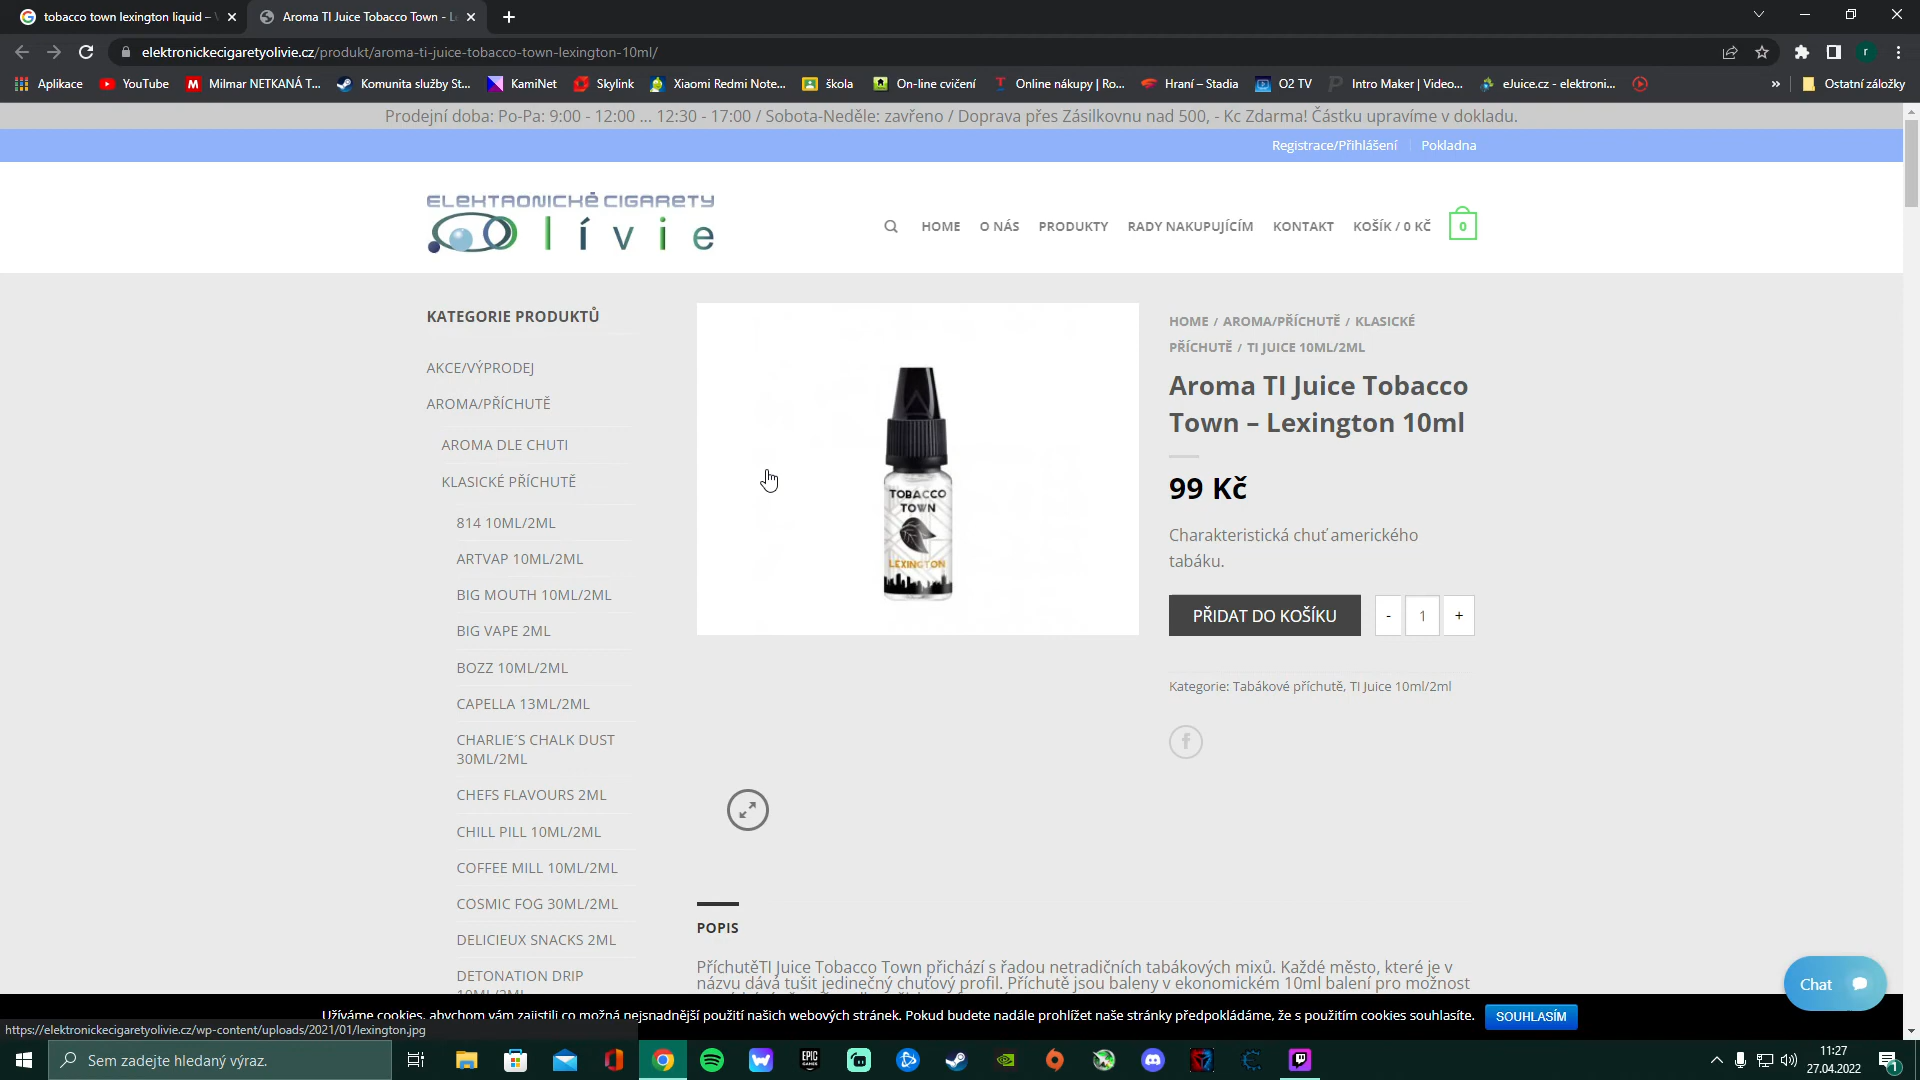 tobacco town lexington liquid –
Aroma TI Juice Tobacco Town -
elektronickecigaretyolivie.cz/produkt/aroma-ti-juice-tobacco-town-lexington-10ml/
r
Aplikace YouTube Milmar NETKANÁ T... Komunita služby St... KamiNet Skylink Xiaomi Redmi Note... škola On-line cvičení Online nákupy | Ro... Hraní – Stadia O2 TV Intro Maker | Video... eJuice.cz - elektroni... » Ostatní záložky
Prodejní doba: Po-Pa: 9:00 - 12:00 ... 12:30 - 17:00 / Sobota-Neděle: zavřeno / Doprava přes Zásilkovnu nad 500, - Kc Zdarma! Částku upravíme v dokladu.
Registrace/Přihlášení Pokladna
ELEKTRONICKÉ CIGARETY
lívie
HOME O NÁS PRODUKTY RADY NAKUPUJÍCÍM KONTAKT KOŠÍK / 0 KČ 0
KATEGORIE PRODUKTŮ
AKCE/VÝPRODEJ
AROMA/PŘÍCHUTĚ
AROMA DLE CHUTI
KLASICKÉ PŘÍCHUTĚ
814 10ML/2ML
ARTVAP 10ML/2ML
BIG MOUTH 10ML/2ML
BIG VAPE 2ML
BOZZ 10ML/2ML
CAPELLA 13ML/2ML
CHARLIE´S CHALK DUST
30ML/2ML
CHEFS FLAVOURS 2ML
CHILL PILL 10ML/2ML
COFFEE MILL 10ML/2ML
COSMIC FOG 30ML/2ML
DELICIEUX SNACKS 2ML
DETONATION DRIP
TOBACCO
TOWN
LEXINGTON
HOME / AROMA/PŘÍCHUTĚ / KLASICKÉ
PŘÍCHUTĚ / TI JUICE 10ML/2ML
Aroma TI Juice Tobacco
Town – Lexington 10ml
99 Kč
Charakteristická chuť amerického
tabáku.
PŘIDAT DO KOŠÍKU - 1 +
Kategorie: Tabákové příchutě, TI Juice 10ml/2ml
POPIS
PříchutěTI Juice Tobacco Town přichází s řadou netradičních tabákových mixů. Každé město, které je v
názvu dává tušit jedinečný chuťový profil. Příchutě jsou baleny v ekonomickém 10ml balení pro možnost
Chat
Užíváme cookies, abychom vám zajistili co možná nejsnadnější použití našich webových stránek. Pokud budete nadále prohlížet naše stránky předpokládáme, že s použitím cookies souhlasíte. SOUHLASÍM
https://elektronickecigaretyolivie.cz/wp-content/uploads/2021/01/lexington.jpg
Sem zadejte hledaný výraz.
EPIC
GAMES
11:27
27.04.2022
1